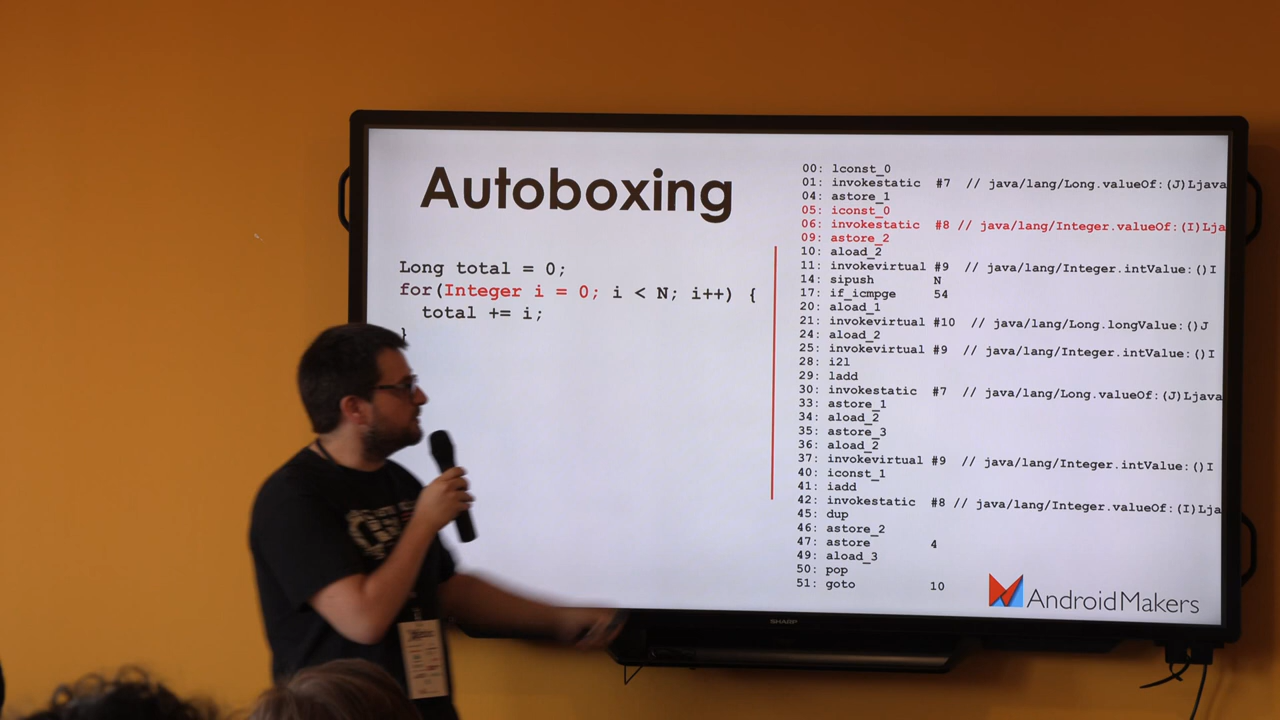 Autoboxing
Long total = 0;
for(Integer i = 0; i < N; i++) {
total += i;
}
00: lconst_0
01: invokestatic #7 // java/lang/Long.valueOf:(J)Ljava
04: astore_1
05: iconst_0
06: invokestatic #8 // java/lang/Integer.valueOf:(I)Lja
09: astore_2
10: aload_2
11: invokevirtual #9 // java/lang/Integer.intValue:()I
14: sipush N
17: if_icmpge 54
20: aload_1
21: invokevirtual #10 // java/lang/Long.longValue:()J
24: aload_2
25: invokevirtual #9 // java/lang/Integer.intValue:()I
28: i2l
29: ladd
30: invokestatic #7 // java/lang/Long.valueOf:(J)Ljava
33: astore_1
34: aload_2
35: astore_3
36: aload_2
37: invokevirtual #9 // java/lang/Integer.intValue:()I
40: iconst_1
41: iadd
42: invokestatic #8 // java/lang/Integer.valueOf:(I)Lja
45: dup
46: astore_2
47: astore 4
49: aload_3
50: pop
51: goto 10
AndroidMakers
SHARP